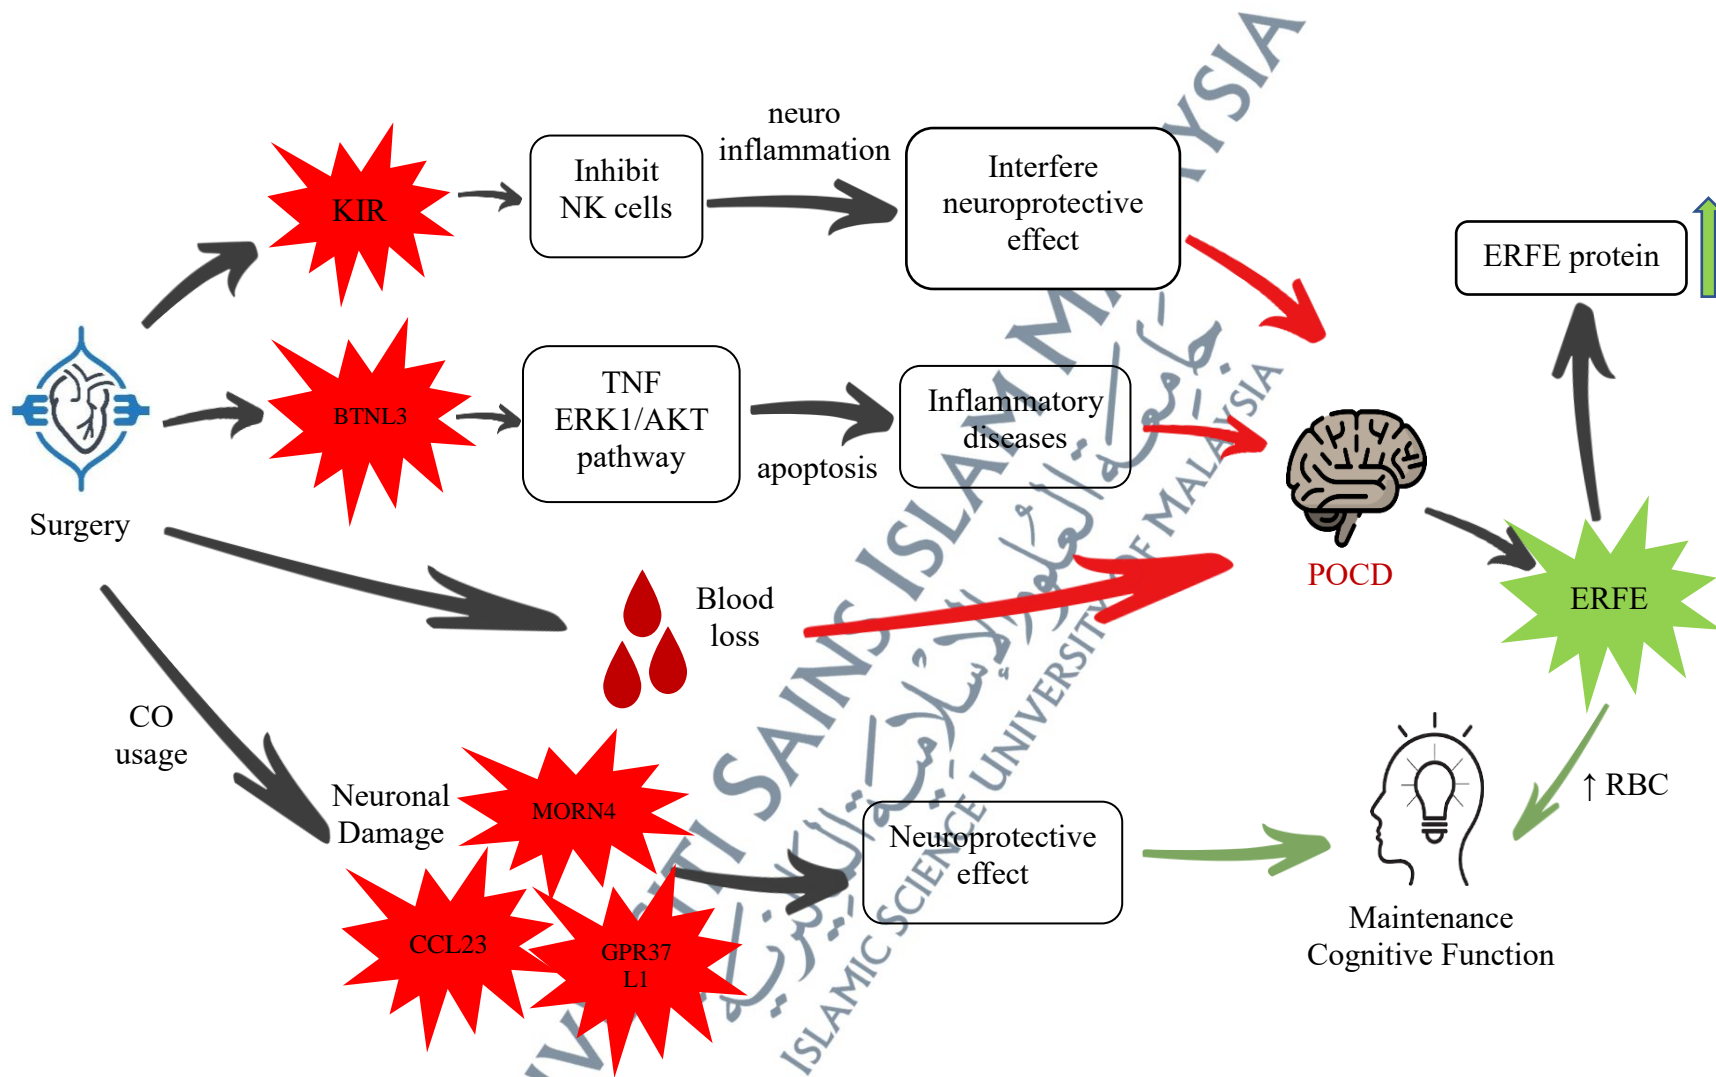 neuro
inflammation
KIR
Inhibit
NK cells
Interfere
neuroprotective
effect
ERFE protein
BTNL3
TNF
ERK1/AKT
pathway
apoptosis
Inflammatory
diseases
Surgery
POCD
ERFE
Blood
loss
CO
usage
Neuronal
Damage
MORN4
CCL23
GPR37
L1
Neuroprotective
effect
↑ RBC
Maintenance
Cognitive Function
SITI SAINS ISLAM MALAYSIA
ISLAMIC SCIENCE UNIVERSITY OF MALAYSIA